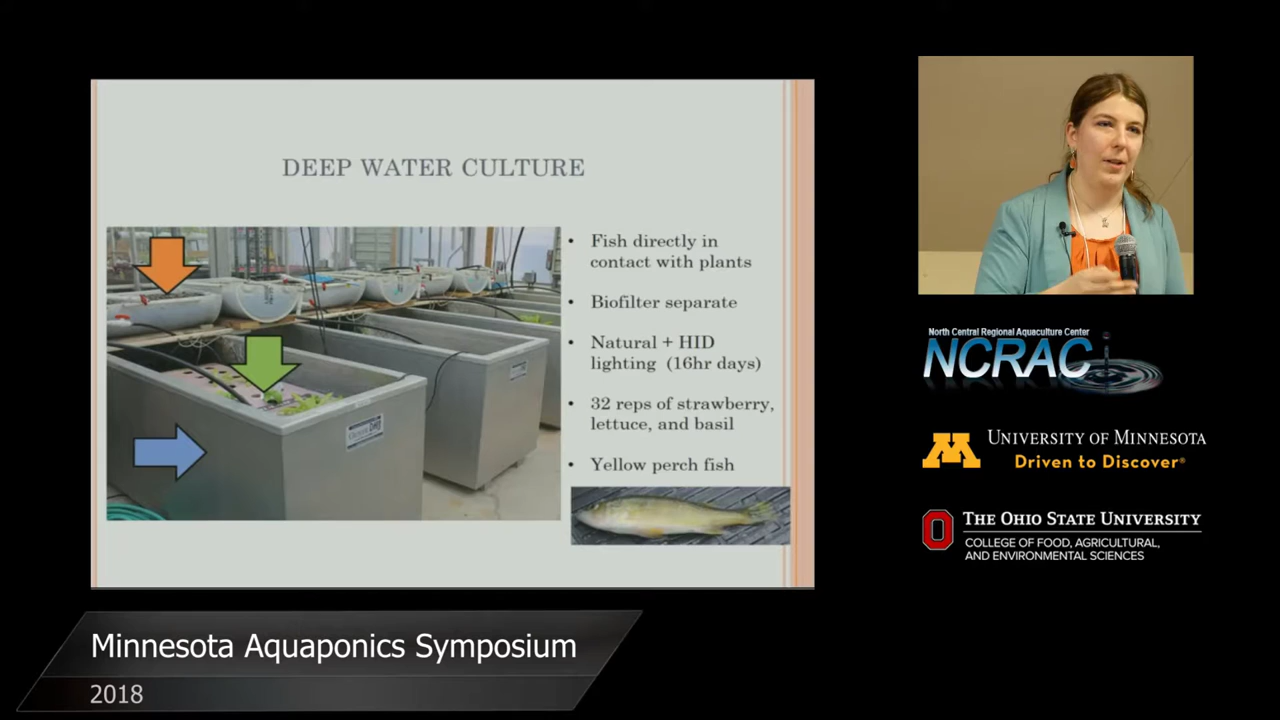 DEEP WATER CULTURE
• Fish directly in
contact with plants
• Biofilter separate
• Natural + HID
lighting (16hr days)
• 32 reps of strawberry,
lettuce, and basil
• Yellow perch fish
North Central Regional Aquaculture Center
NCRAC
M
UNIVERSITY OF MINNESOTA
Driven to Discover®
O
THE OHIO STATE UNIVERSITY
COLLEGE OF FOOD, AGRICULTURAL,
AND ENVIRONMENTAL SCIENCES
Minnesota Aquaponics Symposium
2018